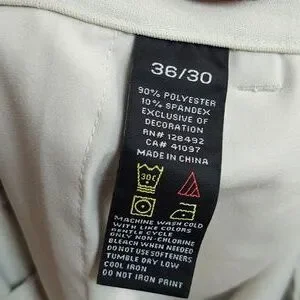 36/30
90% POLYESTER
10% SPANDEX
EXCLUSIVE OF
DECORATION
RN# 128492
CA# 41097
MADE IN CHINA
30C
MACHINE WASH COLD
WITH LIKE COLORS
GENTLE CYCLE
ONLY NON-CHLORINE
BLEACH WHEN NEEDED
DO NOT USE SOFTENERS
TUMBLE DRY LOW
COOL IRON
DO NOT IRON PRINT